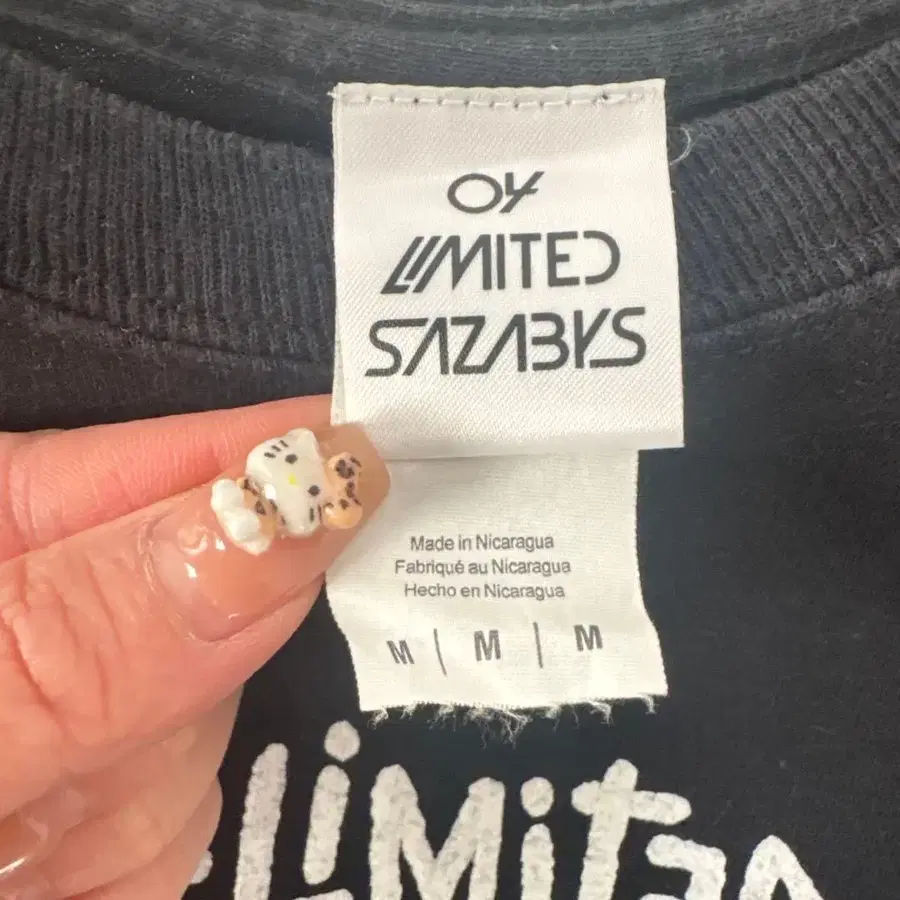 04
LIMITED
SAZABYS
Made in Nicaragua
Fabriqué au Nicaragua
Hecho en Nicaragua
M | M | M